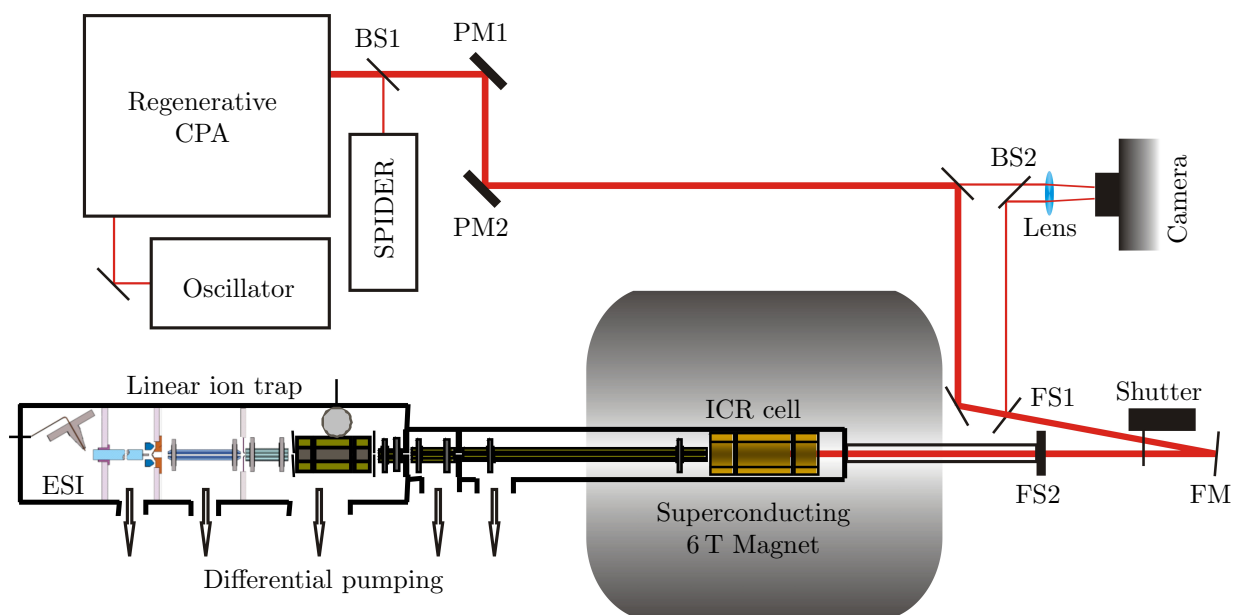 BS1
PM1
Regenerative
CPA
SPIDER
PM2
BS2
Lens
Camera
Oscillator
Linear ion trap
ICR cell
FS1
Shutter
ESI
FS2
FM
Superconducting
6 T Magnet
Differential pumping